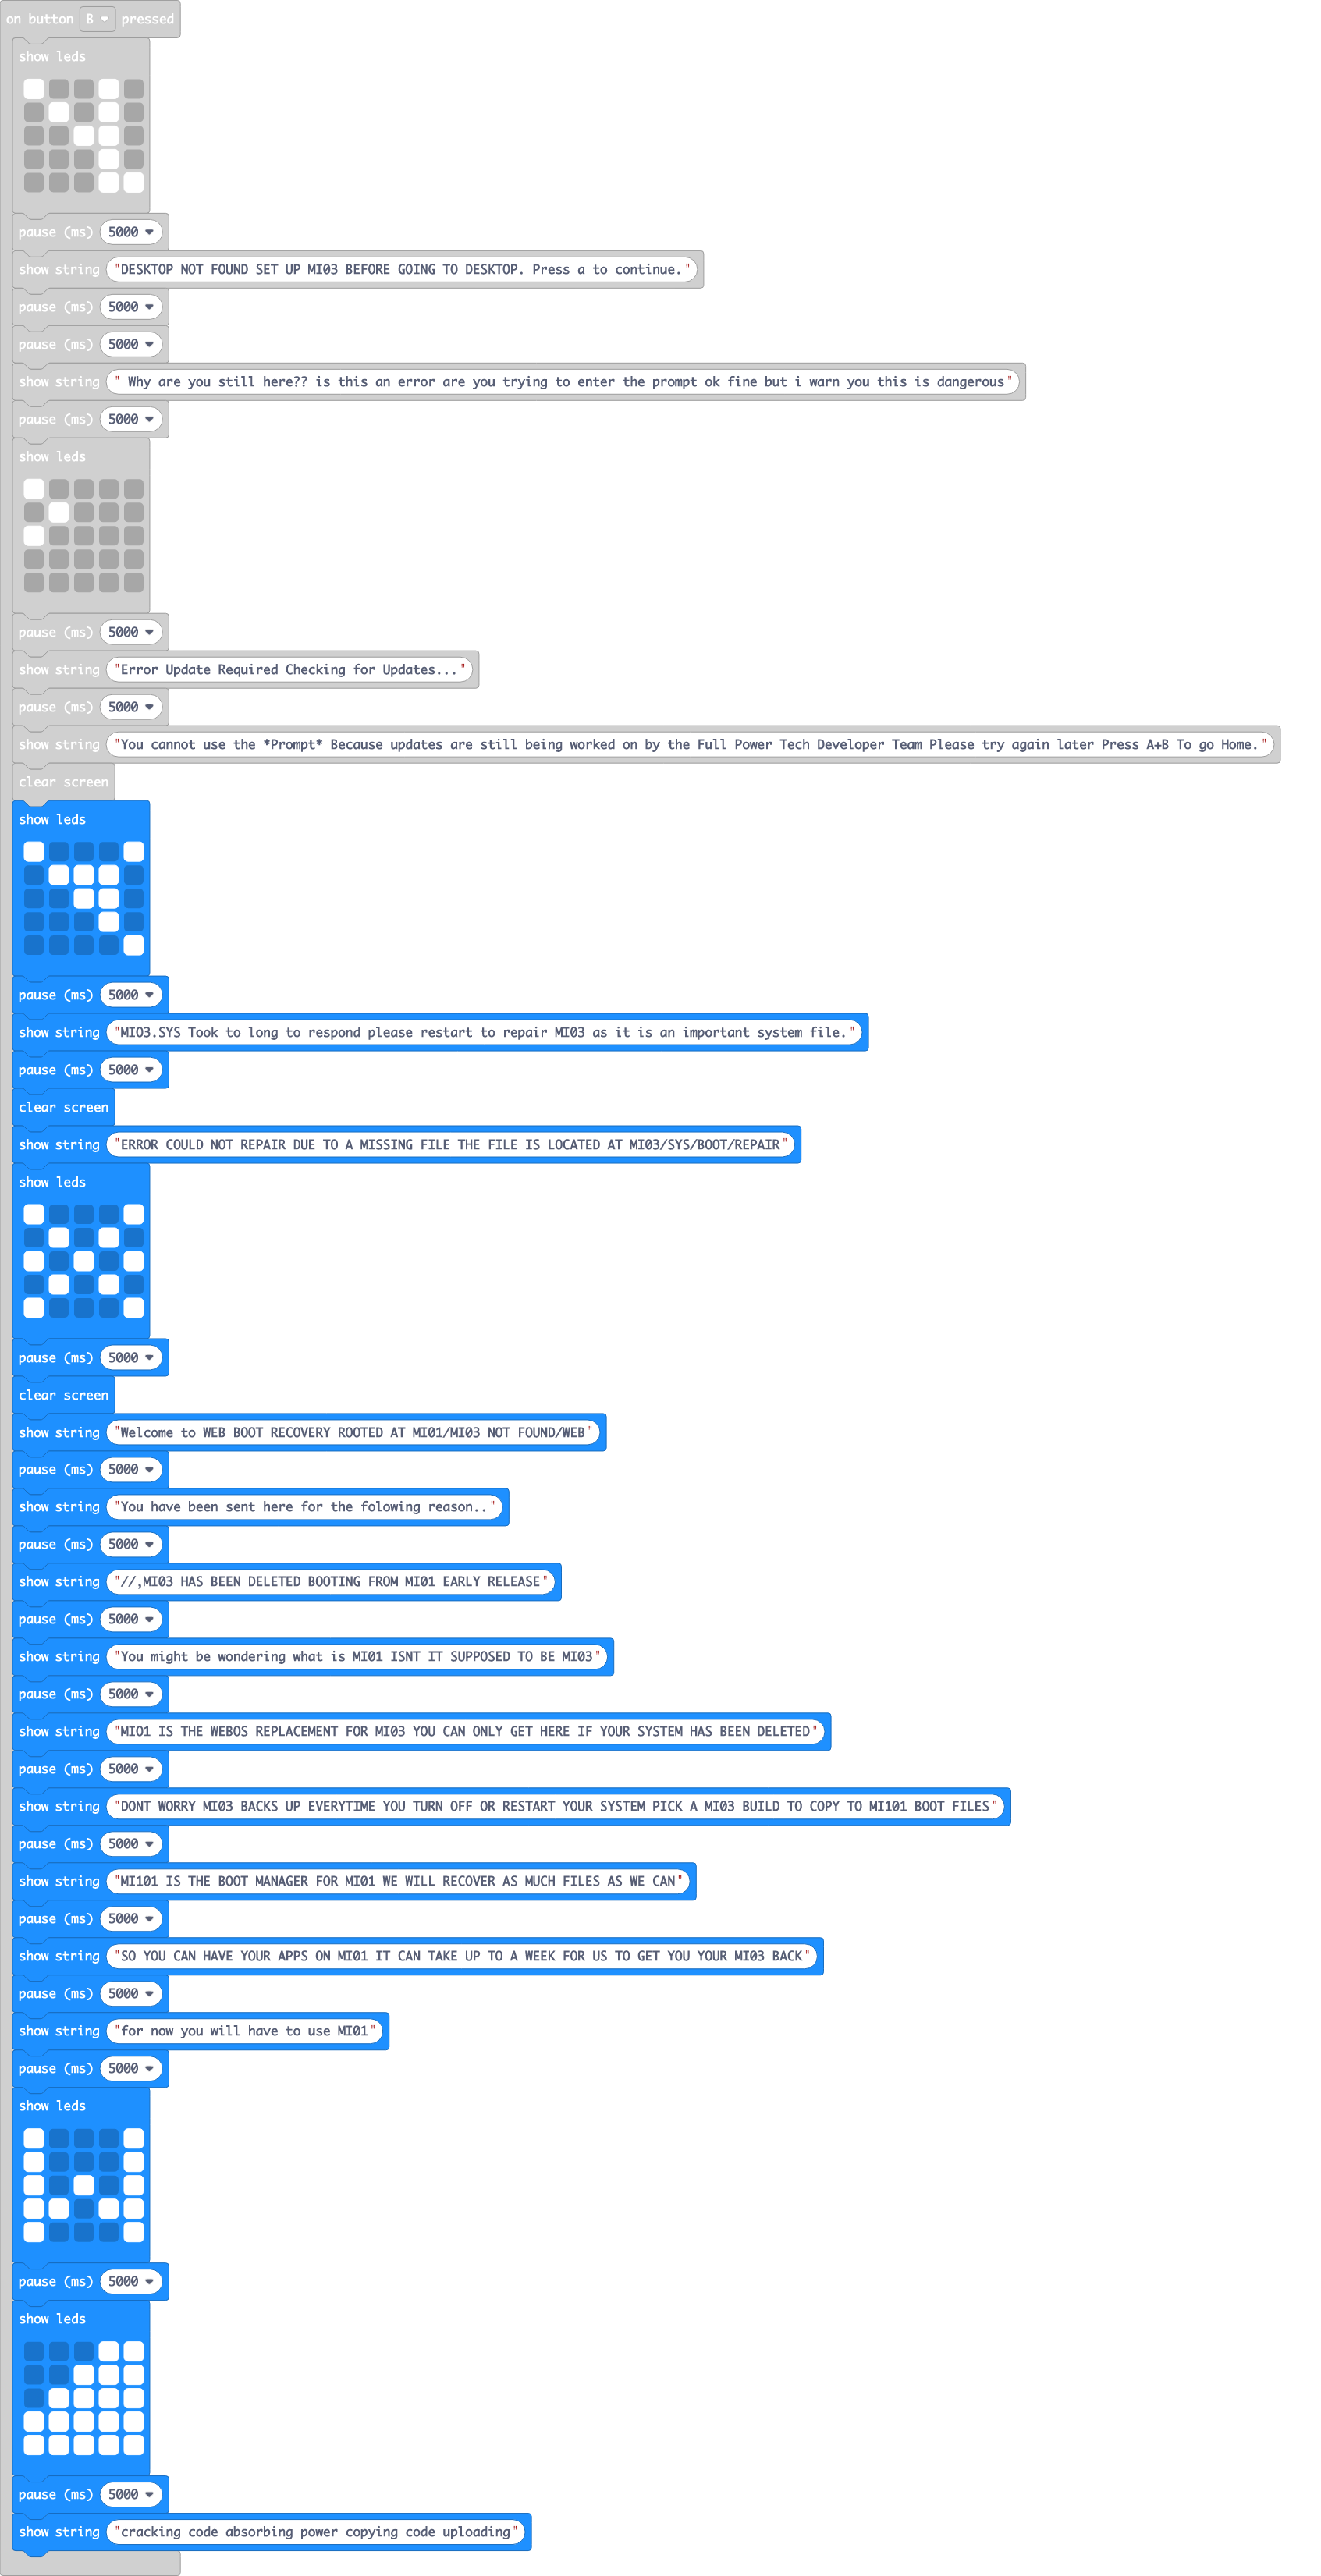 on button B pressed
show leds
pause (ms) 5000
show string "DESKTOP NOT FOUND SET UP MI03 BEFORE GOING TO DESKTOP. Press a to continue."
pause (ms) 5000
pause (ms) 5000
show string " Why are you still here?? is this an error are you trying to enter the prompt ok fine but i warn you this is dangerous"
pause (ms) 5000
show leds
pause (ms) 5000
show string "Error Update Required Checking for Updates..."
pause (ms) 5000
show string "You cannot use the *Prompt* Because updates are still being worked on by the Full Power Tech Developer Team Please try again later Press A+B To go Home."
clear screen
show leds
pause (ms) 5000
show string "MIO3.SYS Took to long to respond please restart to repair MI03 as it is an important system file."
pause (ms) 5000
clear screen
show string "ERROR COULD NOT REPAIR DUE TO A MISSING FILE THE FILE IS LOCATED AT MI03/SYS/BOOT/REPAIR"
show leds
pause (ms) 5000
clear screen
show string "Welcome to WEB BOOT RECOVERY ROOTED AT MI01/MI03 NOT FOUND/WEB"
pause (ms) 5000
show string "You have been sent here for the folowing reason.."
pause (ms) 5000
show string "//,MI03 HAS BEEN DELETED BOOTING FROM MI01 EARLY RELEASE"
pause (ms) 5000
show string "You might be wondering what is MI01 ISNT IT SUPPOSED TO BE MI03"
pause (ms) 5000
show string "MIO1 IS THE WEBOS REPLACEMENT FOR MI03 YOU CAN ONLY GET HERE IF YOUR SYSTEM HAS BEEN DELETED"
pause (ms) 5000
show string "DONT WORRY MI03 BACKS UP EVERYTIME YOU TURN OFF OR RESTART YOUR SYSTEM PICK A MI03 BUILD TO COPY TO MI101 BOOT FILES"
pause (ms) 5000
show string "MI101 IS THE BOOT MANAGER FOR MI01 WE WILL RECOVER AS MUCH FILES AS WE CAN"
pause (ms) 5000
show string "SO YOU CAN HAVE YOUR APPS ON MI01 IT CAN TAKE UP TO A WEEK FOR US TO GET YOU YOUR MI03 BACK"
pause (ms) 5000
show string "for now you will have to use MI01"
pause (ms) 5000
show leds
pause (ms) 5000
show leds
pause (ms) 5000
show string "cracking code absorbing power copying code uploading"